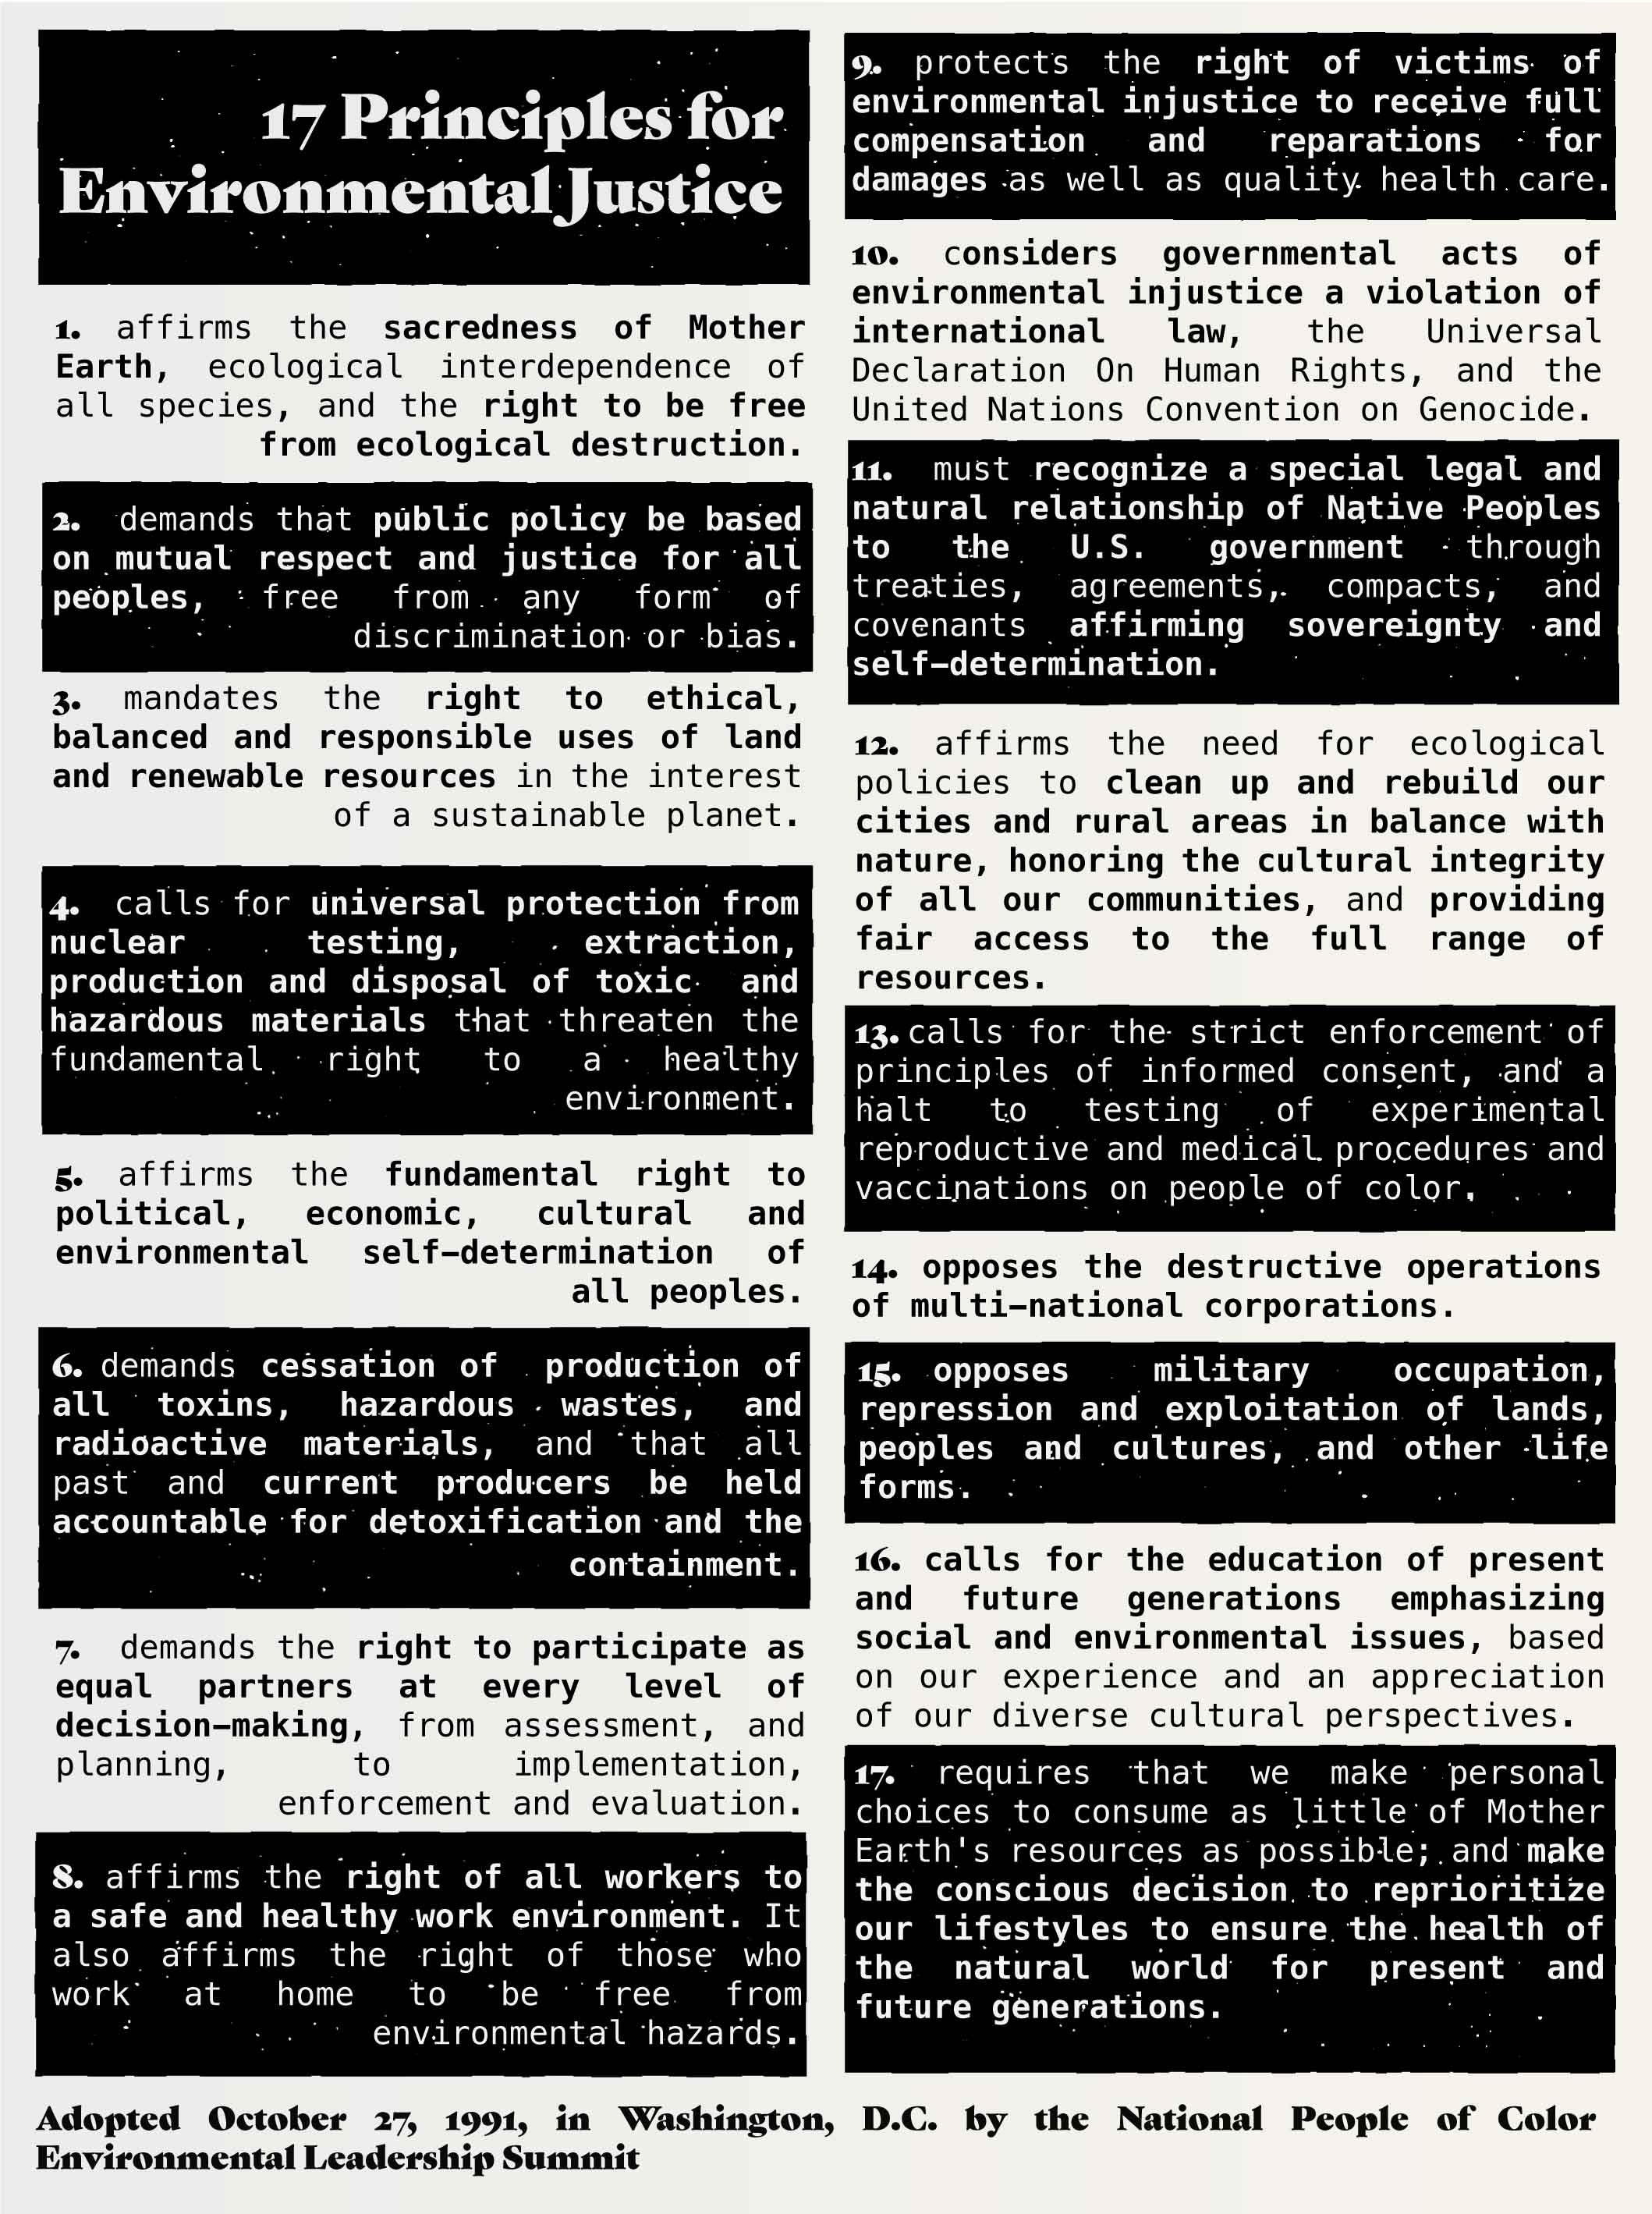 17 Principles for
Environmental Justice
1. affirms the sacredness of Mother
Earth, ecological interdependence of
all species, and the right to be free
from ecological destruction.
2. demands that public policy be based
on mutual respect and justice for all
peoples, free from any form of
discrimination or bias.
3. mandates the right to ethical,
balanced and responsible uses of land
and renewable resources in the interest
of a sustainable planet.
4. calls for universal protection from
nuclear testing, extraction,
production and disposal of toxic and
hazardous materials that threaten the
fundamental right to a healthy
environment.
5. affirms the fundamental right to
political, economic, cultural and
environmental self-determination of
all peoples.
6. demands cessation of production of
all toxins, hazardous wastes, and
radioactive materials, and that all
past and current producers be held
accountable for detoxification and the
containment.
7. demands the right to participate as
equal partners at every level of
decision-making, from assessment, and
planning, to implementation,
enforcement and evaluation.
8. affirms the right of all workers to
a safe and healthy work environment. It
also affirms the right of those who
work at home to be free from
environmental hazards.
9. protects the right of victims of
environmental injustice to receive full
compensation and reparations for
damages as well as quality health care.
10. considers governmental acts of
environmental injustice a violation of
international law, the Universal
Declaration On Human Rights, and the
United Nations Convention on Genocide.
11. must recognize a special legal and
natural relationship of Native Peoples
to the U.S. government through
treaties, agreements, compacts, and
covenants affirming sovereignty and
self-determination.
12. affirms the need for ecological
policies to clean up and rebuild our
cities and rural areas in balance with
nature, honoring the cultural integrity
of all our communities, and providing
fair access to the full range of
resources.
13. calls for the strict enforcement of
principles of informed consent, and a
halt to testing of experimental
reproductive and medical procedures and
vaccinations on people of color.
14. opposes the destructive operations
of multi-national corporations.
15. opposes military occupation,
repression and exploitation of lands,
peoples and cultures, and other life
forms.
16. calls for the education of present
and future generations emphasizing
social and environmental issues, based
on our experience and an appreciation
of our diverse cultural perspectives.
17. requires that we make personal
choices to consume as little of Mother
Earth's resources as possible; and make
the conscious decision to reprioritize
our lifestyles to ensure the health of
the natural world for present and
future generations.
Adopted October 27, 1991, in Washington, D.C. by the National People of Color
Environmental Leadership Summit